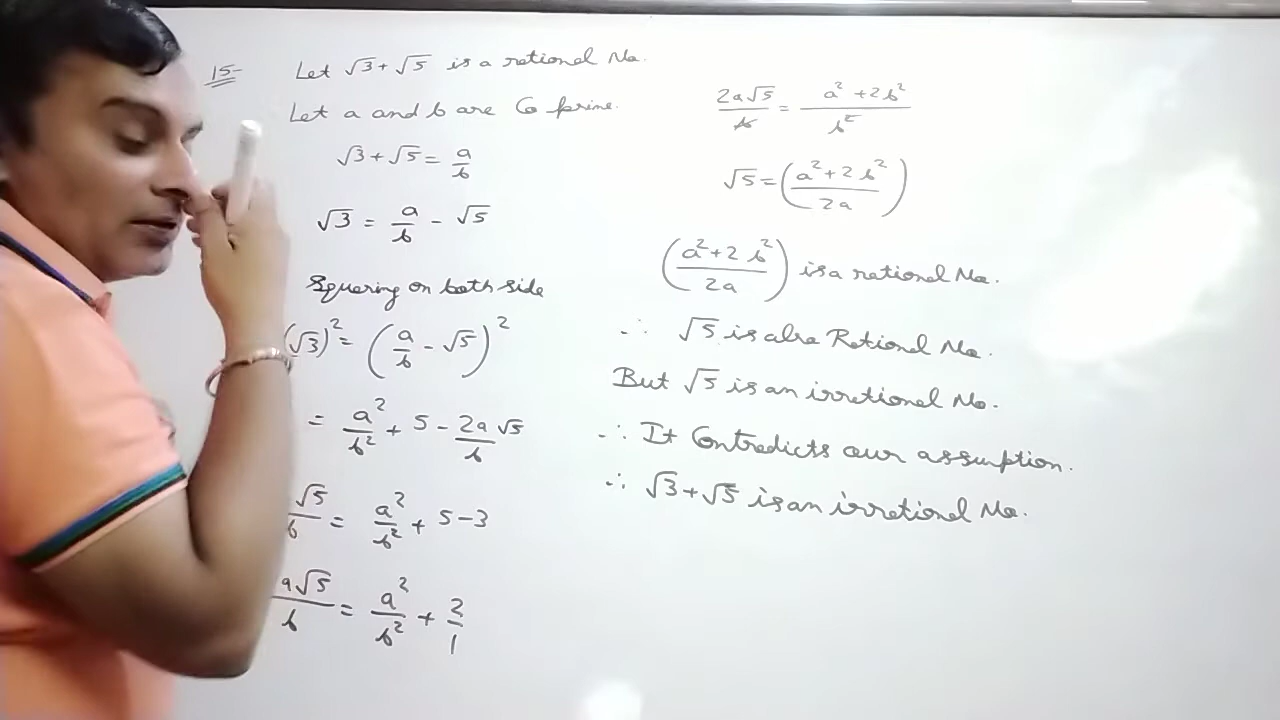 15-
Let √3 + √5 is a rational No.
Let a and b are Co prime.
√3 + √5 = a/b
√3 = a/b - √5
Squaring on both side
(√3)² = (a/b - √5)²
= a²/b² + 5 - 2a√5/b
√5/b = a²/b² + 5 - 3
a√5/b = a²/b² + 2/1
2a√5/b = a² + 2b²/b²
√5 = (a² + 2b²/2a)
(a² + 2b²/2a) is a rational No.
∴ √5 is also Rational No.
But √5 is an irrational No.
∴ It Contradicts our assumption.
∴ √3 + √5 is an irrational No.